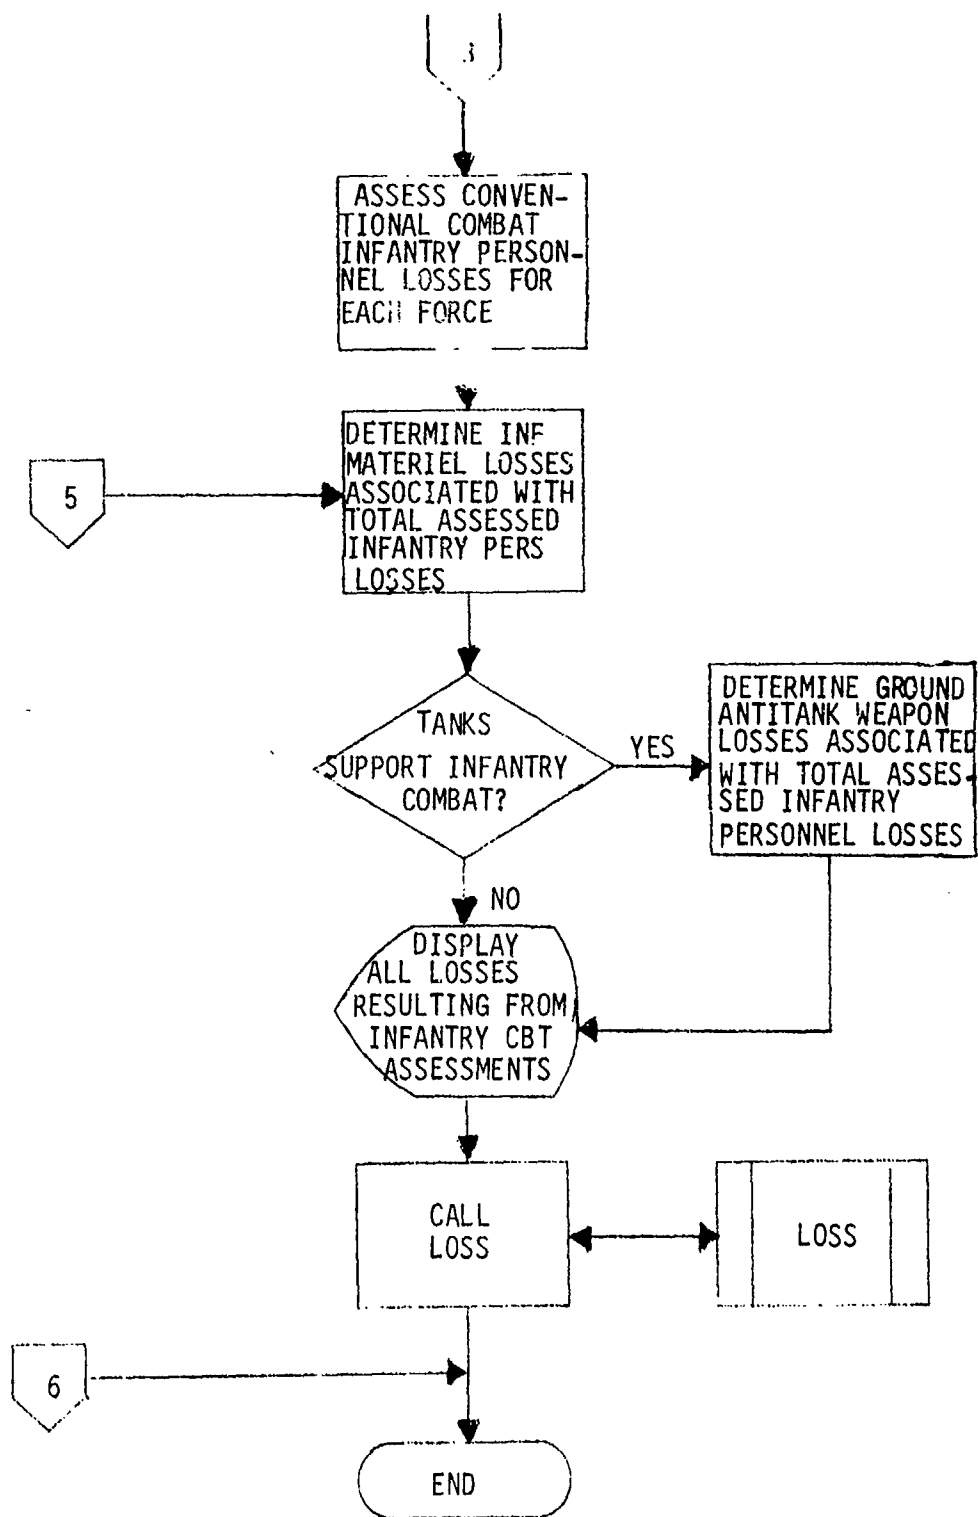 ASSESS CONVEN-
TIONAL COMBAT
INFANTRY PERSON-
NEL LOSSES FOR
EACH FORCE
DETERMINE INF
MATERIEL LOSSES
ASSOCIATED WITH
TOTAL ASSESSED
INFANTRY PERS
LOSSES
5
TANKS
SUPPORT INFANTRY
COMBAT?
YES
DETERMINE GROUND
ANTITANK WEAPON
LOSSES ASSOCIATED
WITH TOTAL ASSES-
SED INFANTRY
PERSONNEL LOSSES
NO
DISPLAY
ALL LOSSES
RESULTING FROM
INFANTRY CBT
ASSESSMENTS
CALL
LOSS
LOSS
6
END